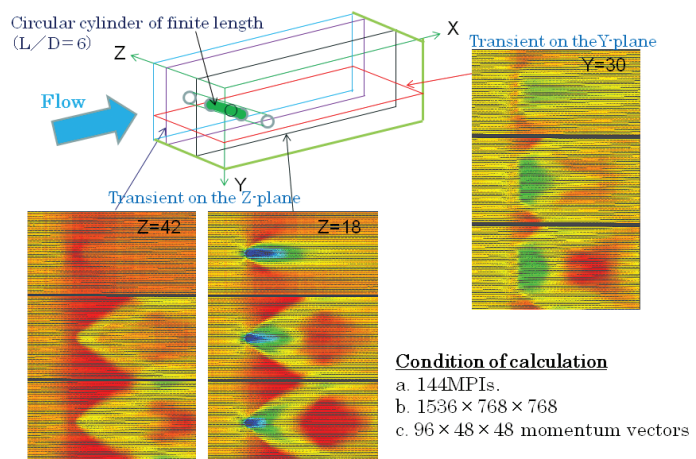 Circular cylinder of finite length
(L／D=6)
Z
X
Transient on the Y-plane
Y=30
Flow
Y
Transient on the Z-plane
Z=42
Z=18
Condition of calculation
a. 144MPIs.
b. 1536×768×768
c. 96×48×48 momentum vectors